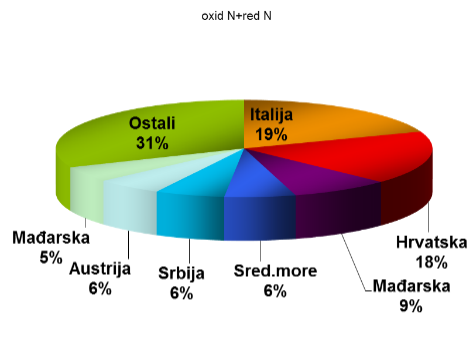 oxid N+red N
Italija
19%
Hrvatska
18%
Mađarska
9%
Sred.more
6%
Srbija
6%
Austrija
6%
Mađarska
5%
Ostali
31%